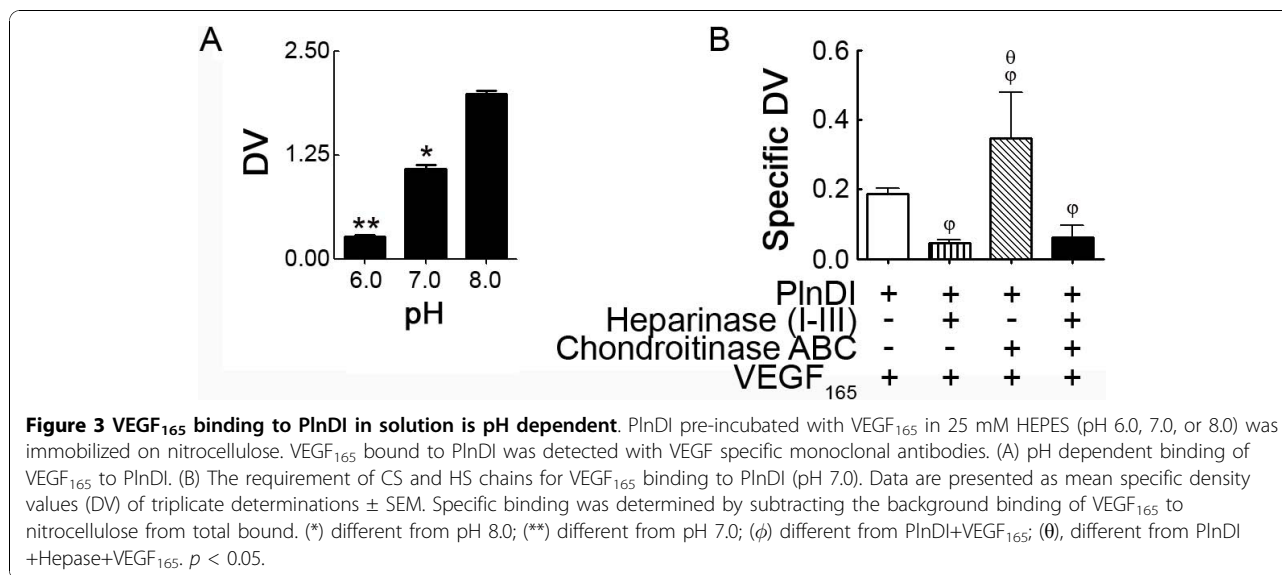 A
2.50
1.25
0.00
DV
**
*
6.0 7.0 8.0
pH
B
0.6
0.4
0.2
0.0
Specific DV
φ
θ
φ
φ
PlnDI + + + +
Heparinase (I-III) - + - +
Chondroitinase ABC - - + +
VEGF165 + + + +
Figure 3 VEGF165 binding to PlnDI in solution is pH dependent. PlnDI pre-incubated with VEGF165 in 25 mM HEPES (pH 6.0, 7.0, or 8.0) was
immobilized on nitrocellulose. VEGF165 bound to PlnDI was detected with VEGF specific monoclonal antibodies. (A) pH dependent binding of
VEGF165 to PlnDI. (B) The requirement of CS and HS chains for VEGF165 binding to PlnDI (pH 7.0). Data are presented as mean specific density
values (DV) of triplicate determinations ± SEM. Specific binding was determined by subtracting the background binding of VEGF165 to
nitrocellulose from total bound. (*) different from pH 8.0; (**) different from pH 7.0; (ϕ) different from PlnDI+VEGF165; (θ), different from PlnDI
+Hepase+VEGF165. p < 0.05.